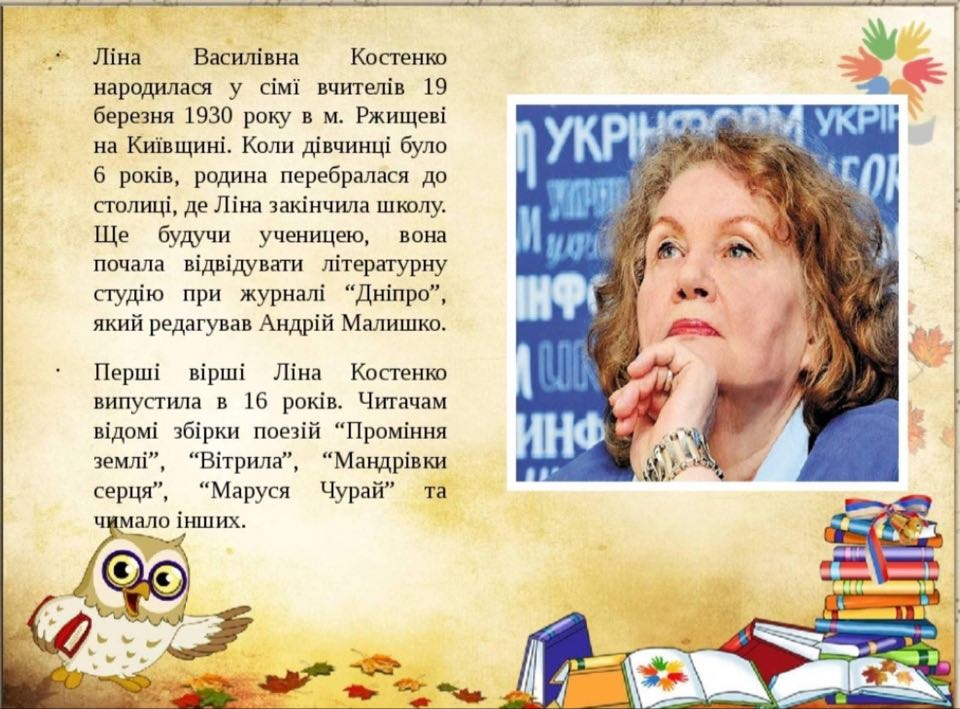 Ліна Василівна Костенко
народилася у сімї вчителів 19
березня 1930 року в м. Ржищеві
на Київщині. Коли дівчинці було
6 років, родина перебралася до
столиці, де Ліна закінчила школу.
Ще будучи ученицею, вона
почала відвідувати літературну
студію при журналі “Дніпро”,
який редагував Андрій Малишко.
Перші вірші Ліна Костенко
випустила в 16 років. Читачам
відомі збірки поезій “Проміння
землі”, “Вітрила”, “Мандрівки
серця”, “Маруся Чурай” та
чимало інших.
УКРІНФОРМ